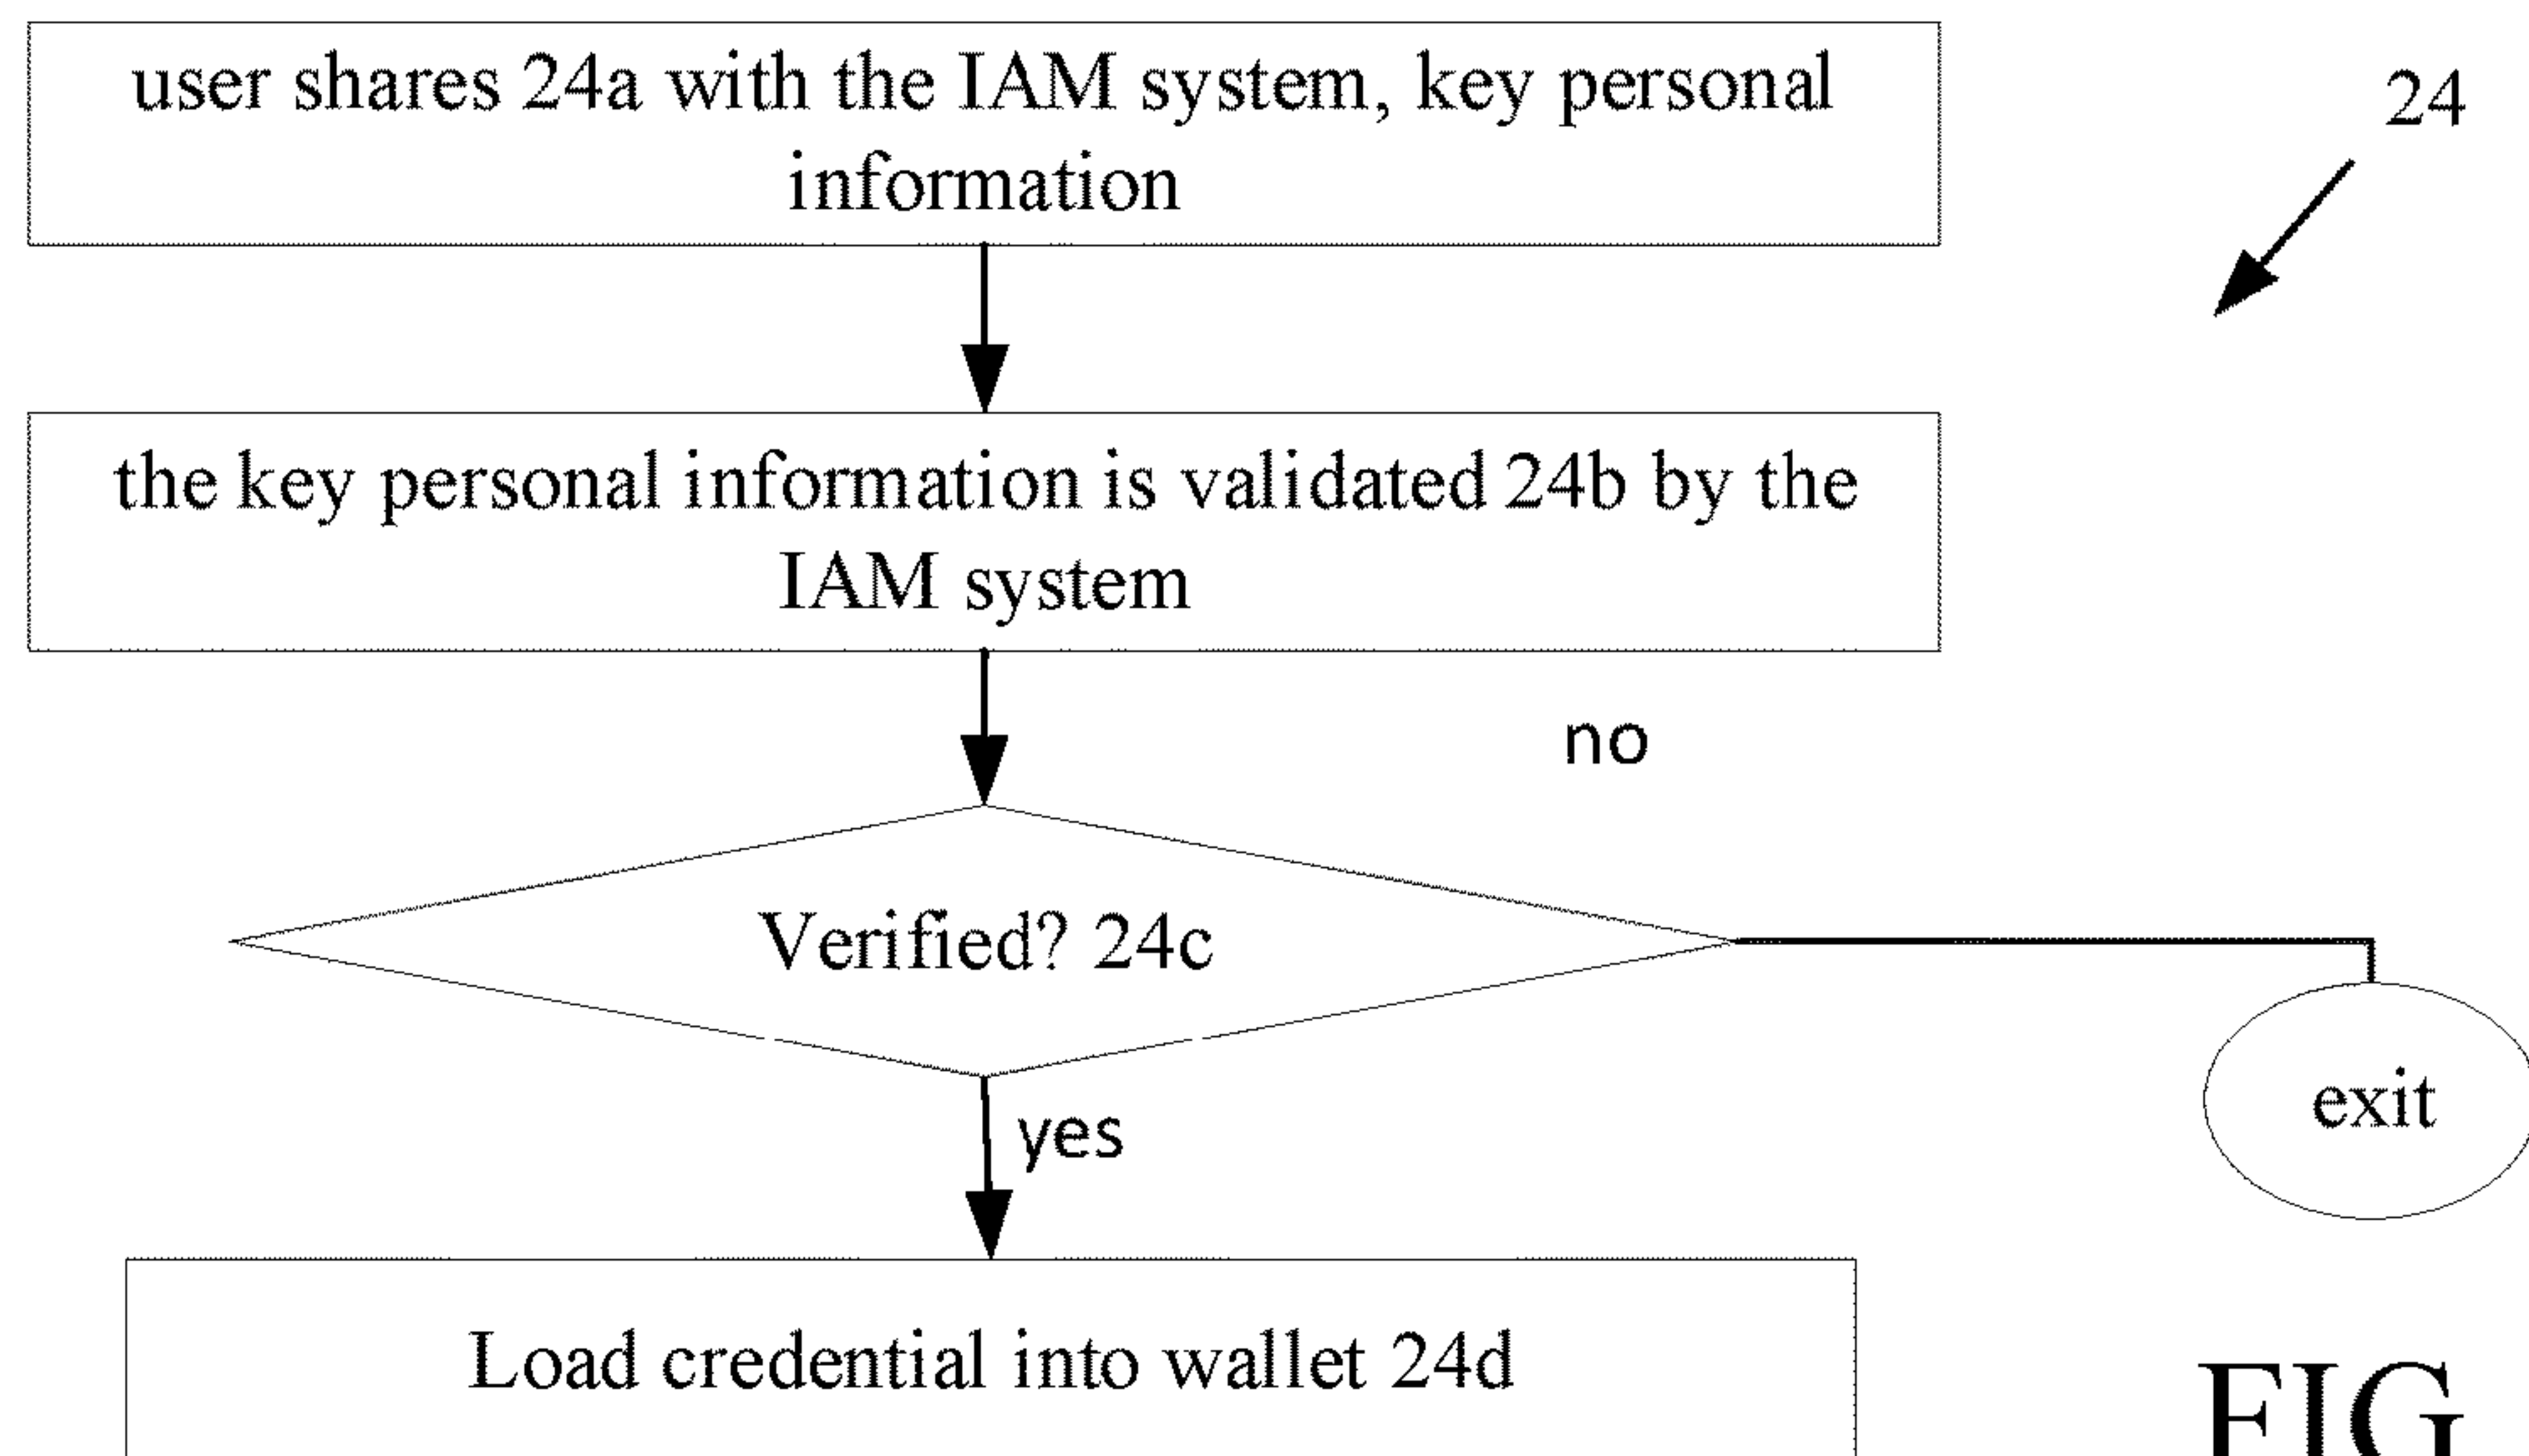 user shares 24a with the IAM system, key personal
information
24
the key personal information is validated 24b by the
IAM system
no
Verified? 24c
exit
yes
Load credential into wallet 24d
FIG